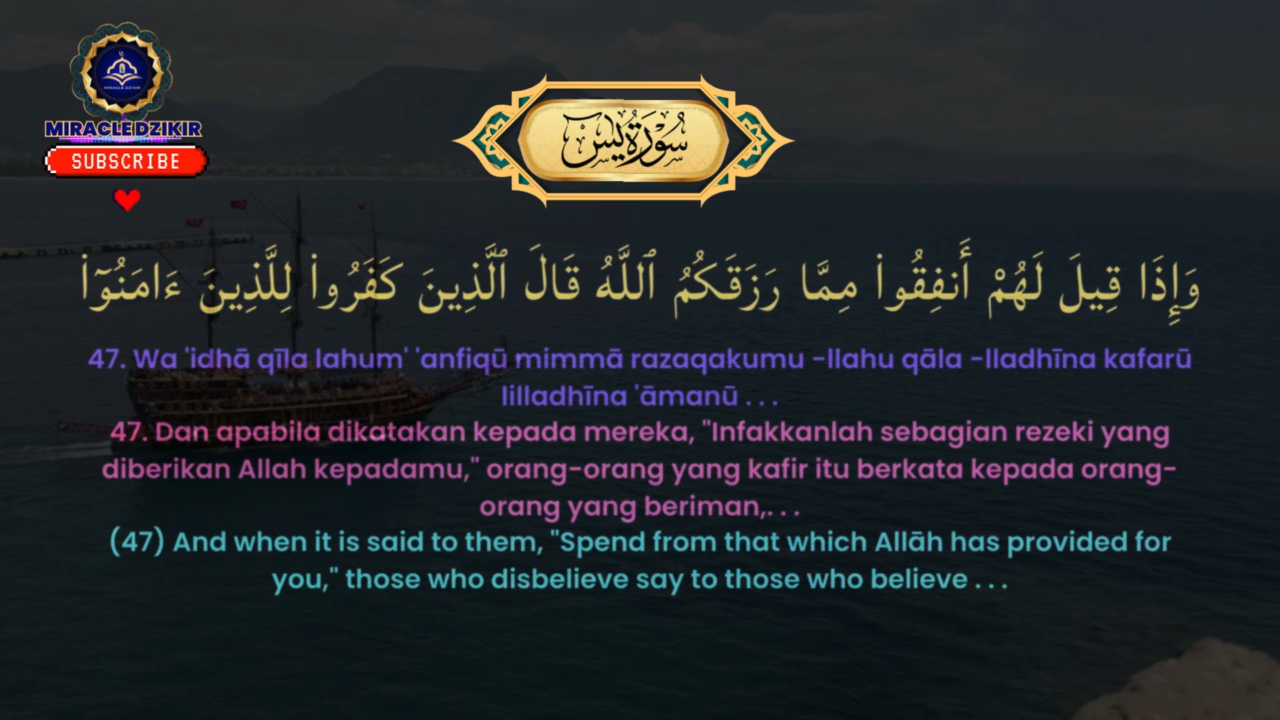 MIRACLE DZIKIR
SUBSCRIBE
سُورَةُ يس
وَإِذَا قِيلَ لَهُمْ أَنفِقُوا۟ مِمَّا رَزَقَكُمُ ٱللَّهُ قَالَ ٱلَّذِينَ كَفَرُوا۟ لِلَّذِينَ ءَامَنُوٓا۟
47. Wa 'idhā qīla lahum' 'anfiqū mimmā razaqakumu -llahu qāla -lladhīna kafarū
lilladhīna 'āmanū . . .
47. Dan apabila dikatakan kepada mereka, "Infakkanlah sebagian rezeki yang
diberikan Allah kepadamu," orang-orang yang kafir itu berkata kepada orang-
orang yang beriman,. . .
(47) And when it is said to them, "Spend from that which Allāh has provided for
you," those who disbelieve say to those who believe . . .